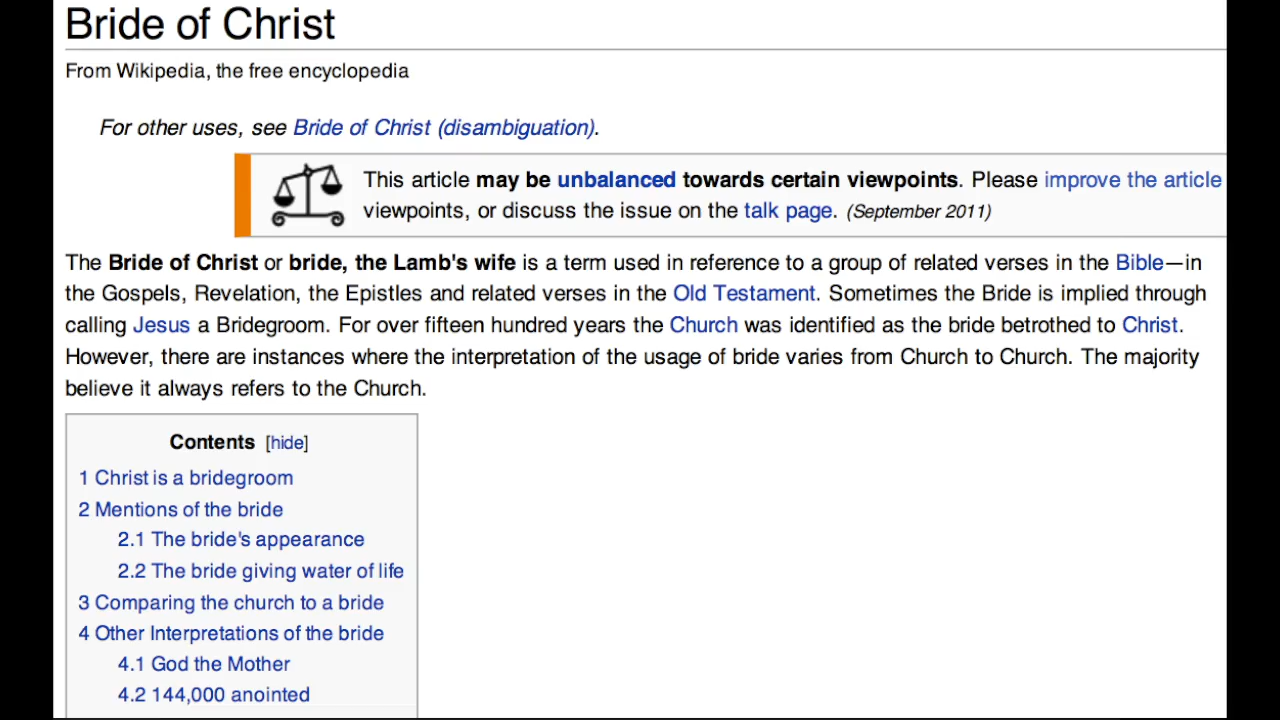 Bride of Christ
From Wikipedia, the free encyclopedia
For other uses, see Bride of Christ (disambiguation).
This article may be unbalanced towards certain viewpoints. Please improve the article
viewpoints, or discuss the issue on the talk page. (September 2011)
The Bride of Christ or bride, the Lamb's wife is a term used in reference to a group of related verses in the Bible—in
the Gospels, Revelation, the Epistles and related verses in the Old Testament. Sometimes the Bride is implied through
calling Jesus a Bridegroom. For over fifteen hundred years the Church was identified as the bride betrothed to Christ.
However, there are instances where the interpretation of the usage of bride varies from Church to Church. The majority
believe it always refers to the Church.
Contents [hide]
1 Christ is a bridegroom
2 Mentions of the bride
2.1 The bride's appearance
2.2 The bride giving water of life
3 Comparing the church to a bride
4 Other Interpretations of the bride
4.1 God the Mother
4.2 144,000 anointed